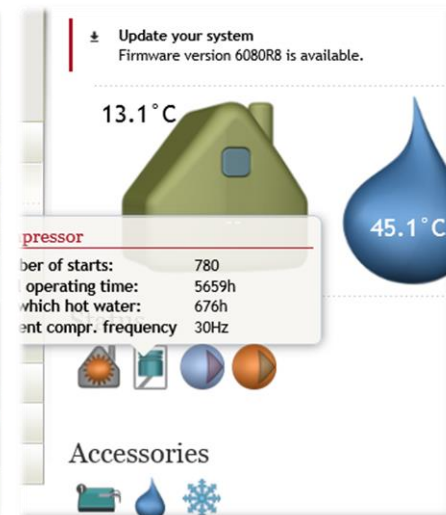 Update your system
Firmware version 6080R8 is available.
13.1°C
45.1°C
pressor
ber of starts: 780
operating time: 5659h
which hot water: 676h
ent compr. frequency 30Hz
Status
Accessories